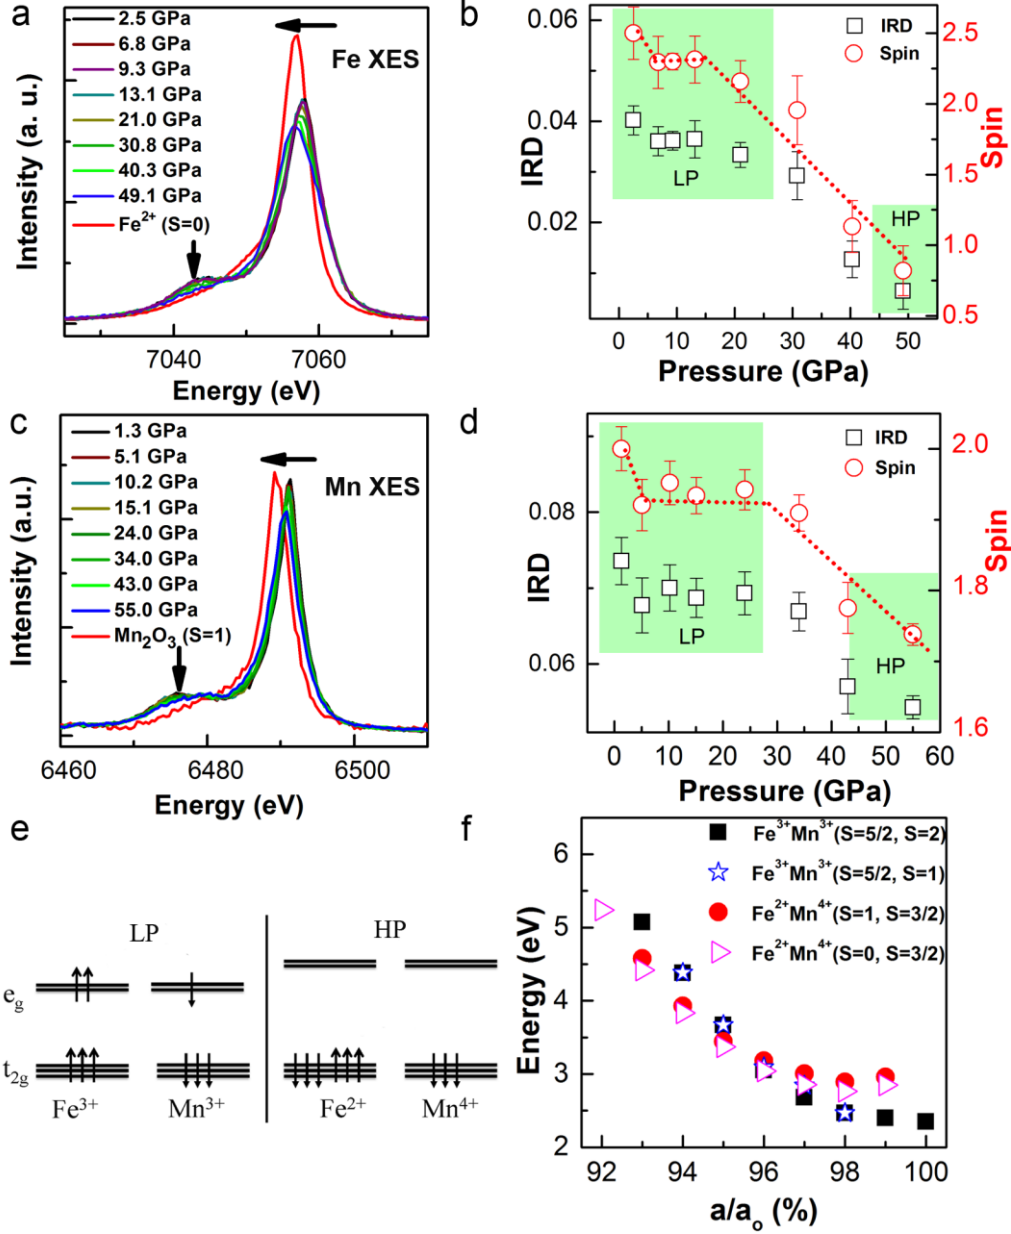 a
2.5 GPa
6.8 GPa
9.3 GPa
13.1 GPa
21.0 GPa
30.8 GPa
40.3 GPa
49.1 GPa
Fe²⁺ (S=0)
Fe XES
Intensity (a. u.)
7040 7060
Energy (eV)
b
IRD
Spin
LP
HP
0.06
0.04
0.02
IRD
2.5
2.0
1.5
1.0
0.5
Spin
0 10 20 30 40 50
Pressure (GPa)
c
1.3 GPa
5.1 GPa
10.2 GPa
15.1 GPa
24.0 GPa
34.0 GPa
43.0 GPa
55.0 GPa
Mn₂O₃ (S=1)
Mn XES
Intensity (a.u.)
6460 6480 6500
Energy (eV)
d
IRD
Spin
LP
HP
0.08
0.06
IRD
2.0
1.8
1.6
Spin
0 10 20 30 40 50 60
Pressure (GPa)
e
LP HP
e_g
t_2g
Fe³⁺ Mn³⁺ Fe²⁺ Mn⁴⁺
f
Fe³⁺Mn³⁺(S=5/2, S=2)
Fe³⁺Mn³⁺(S=5/2, S=1)
Fe²⁺Mn⁴⁺(S=1, S=3/2)
Fe²⁺Mn⁴⁺(S=0, S=3/2)
6
5
4
3
2
Energy (eV)
92 94 96 98 100
a/a_o (%)